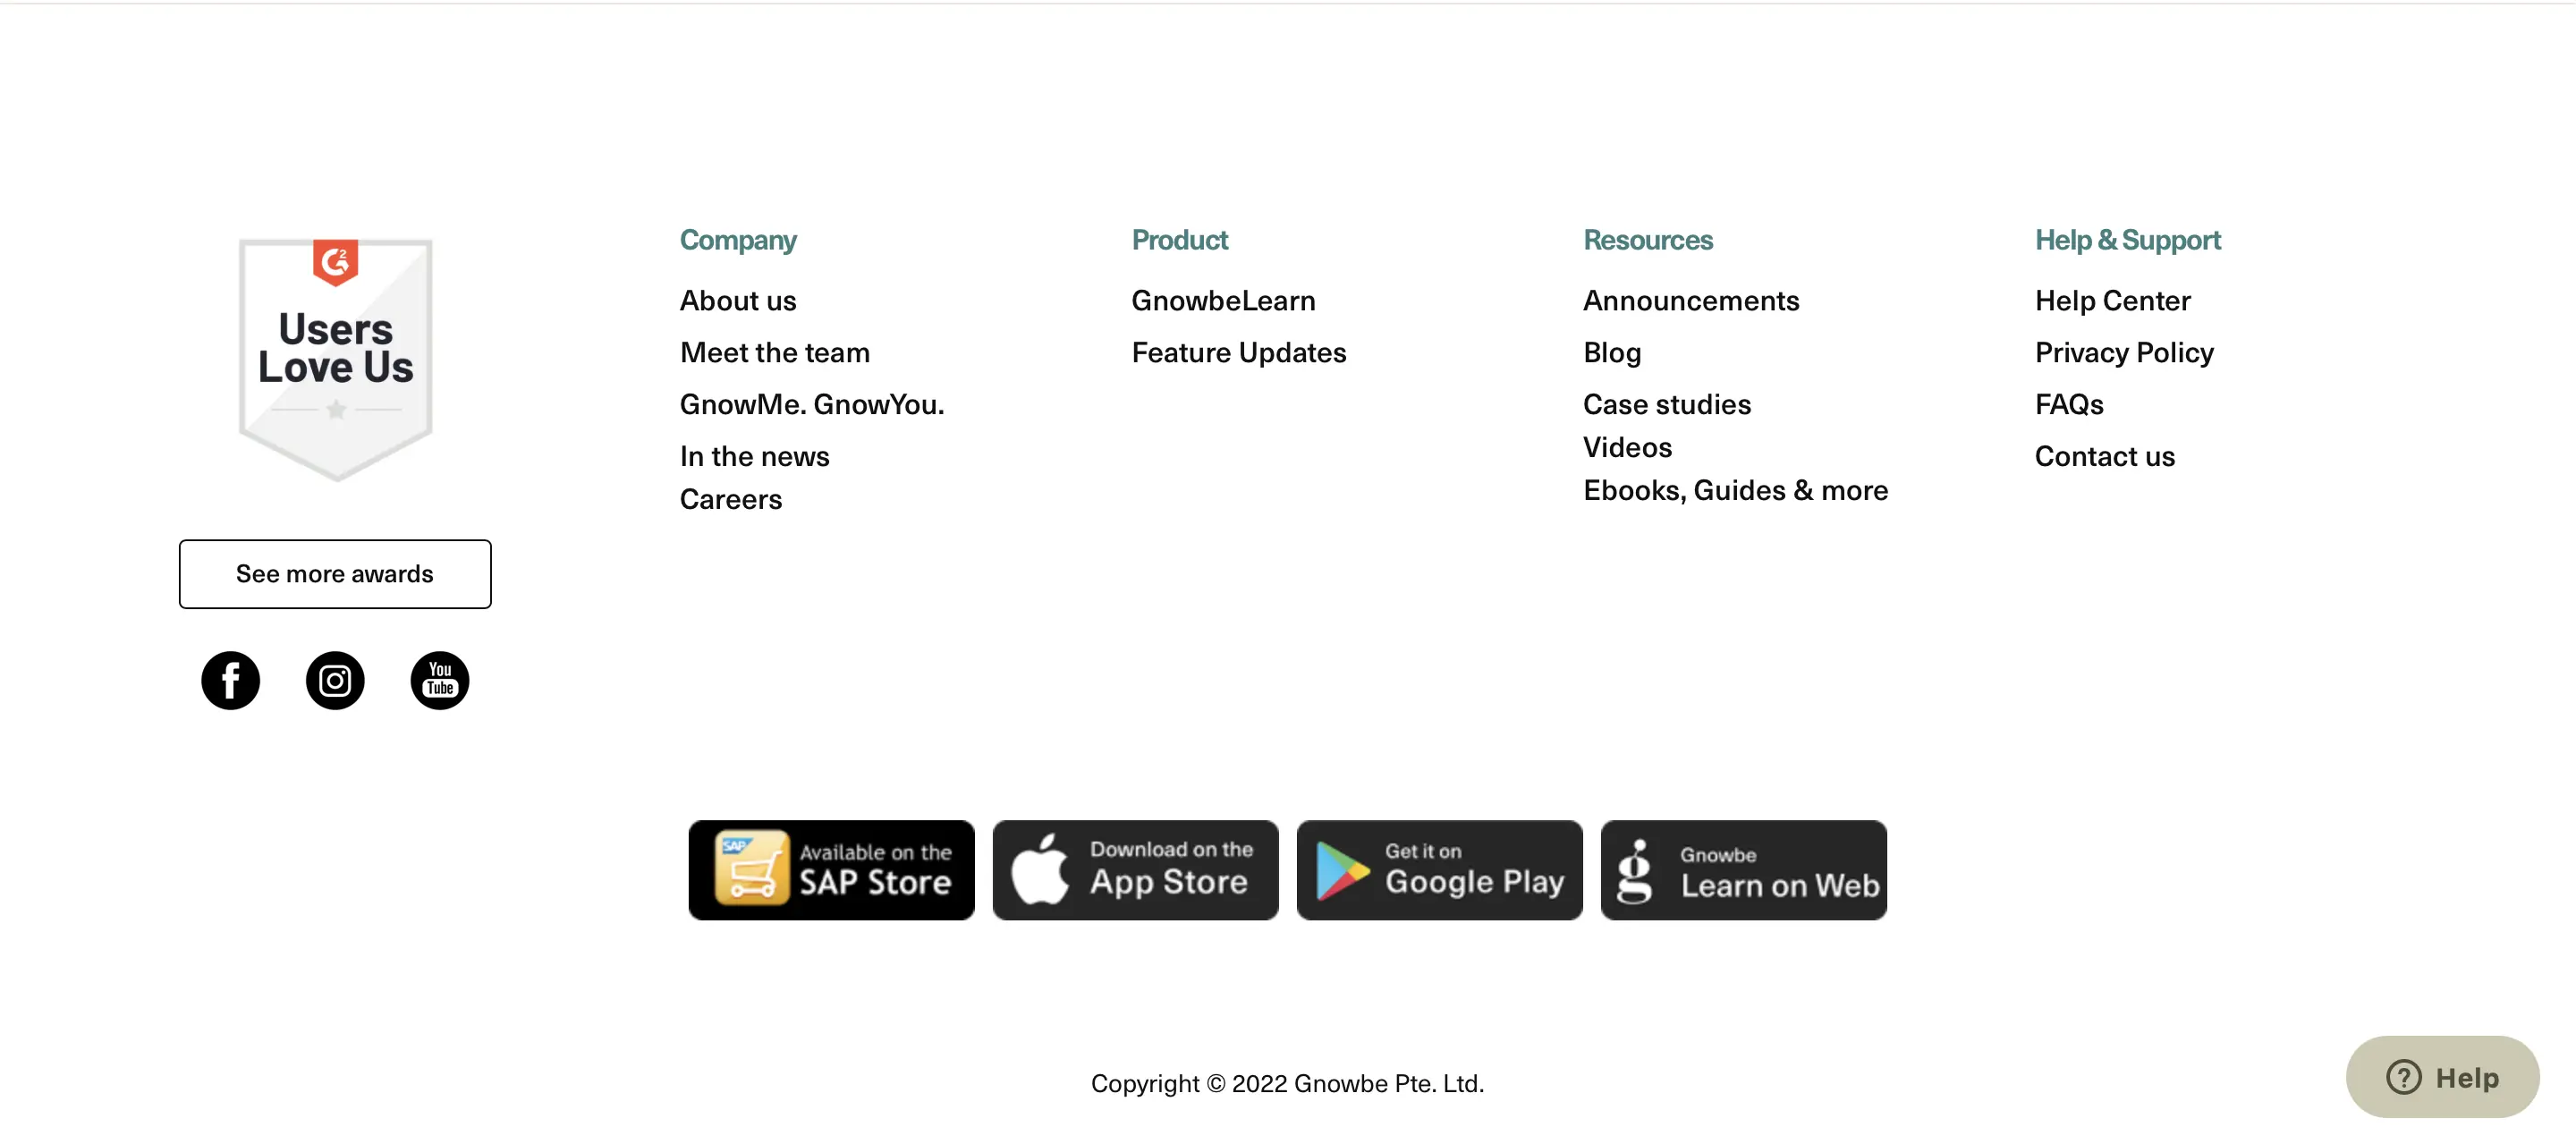 G2
Users
Love Us
See more awards
You
Tube
Company
About us
Meet the team
GnowMe. GnowYou.
In the news
Careers
Product
GnowbeLearn
Feature Updates
Resources
Announcements
Blog
Case studies
Videos
Ebooks, Guides & more
Help & Support
Help Center
Privacy Policy
FAQs
Contact us
SAP
Available on the
SAP Store
Download on the
App Store
Get it on
Google Play
g
Gnowbe
Learn on Web
Copyright © 2022 Gnowbe Pte. Ltd.
? Help